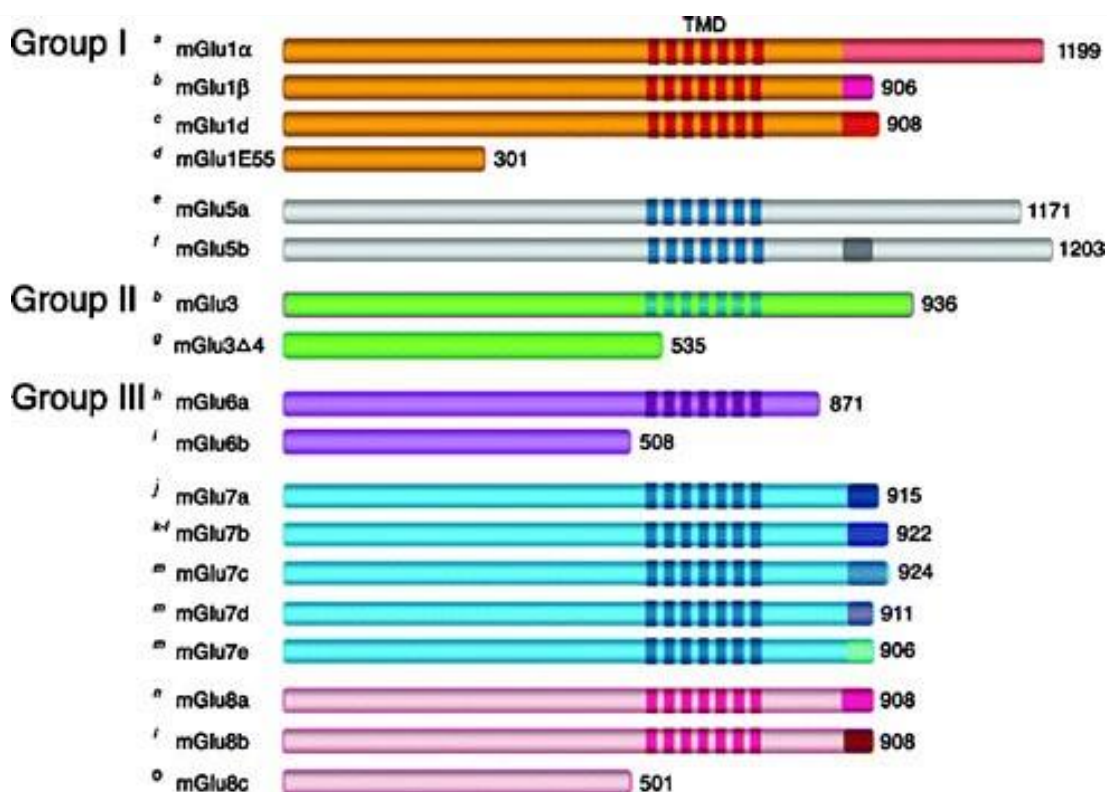 TMD
Group I a mGlu1α 1199
b mGlu1β 906
c mGlu1d 908
d mGlu1E55 301
e mGlu5a 1171
f mGlu5b 1203
Group II b mGlu3 936
g mGlu3Δ4 535
Group III h mGlu6a 871
i mGlu6b 508
j mGlu7a 915
k-l mGlu7b 922
m mGlu7c 924
m mGlu7d 911
m mGlu7e 906
n mGlu8a 908
i mGlu8b 908
o mGlu8c 501